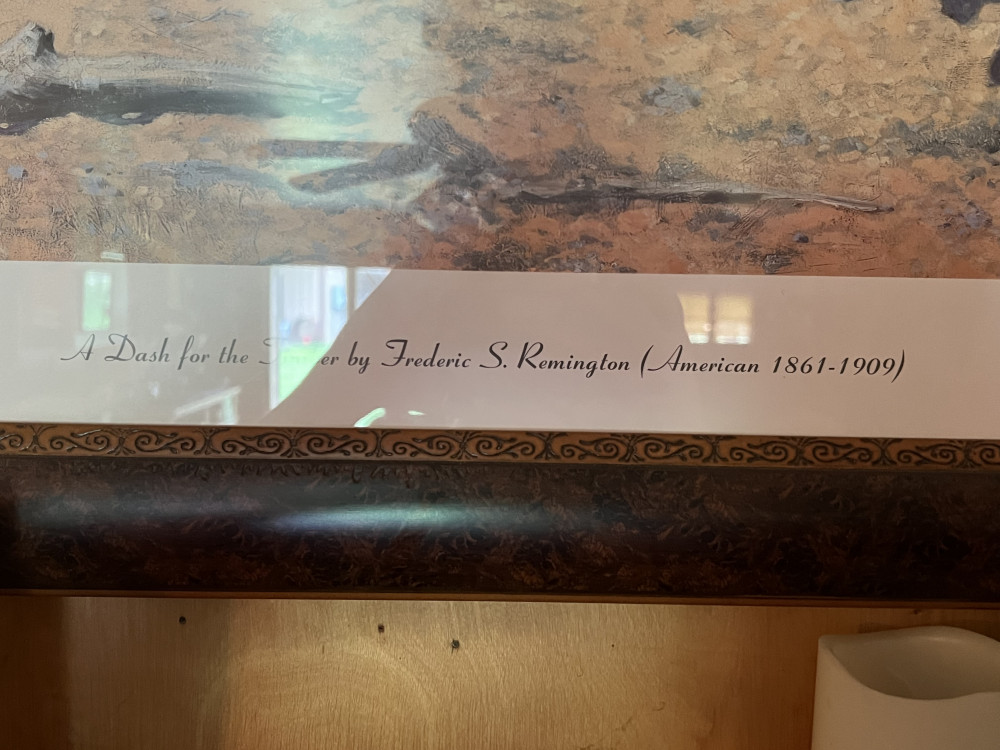 A Dash for the by Frederic S. Remington (American 1861-1909)